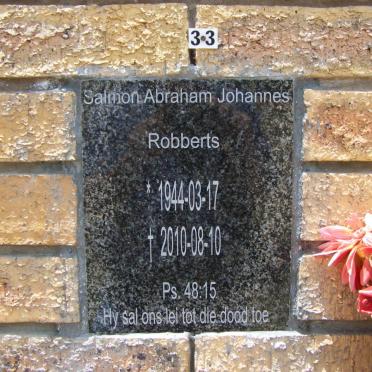 33
Salmon Abraham Johannes
Robberts
* 1944-03-17
† 2010-08-10
Ps. 48:15
Hy sal ons lei tot die dood toe